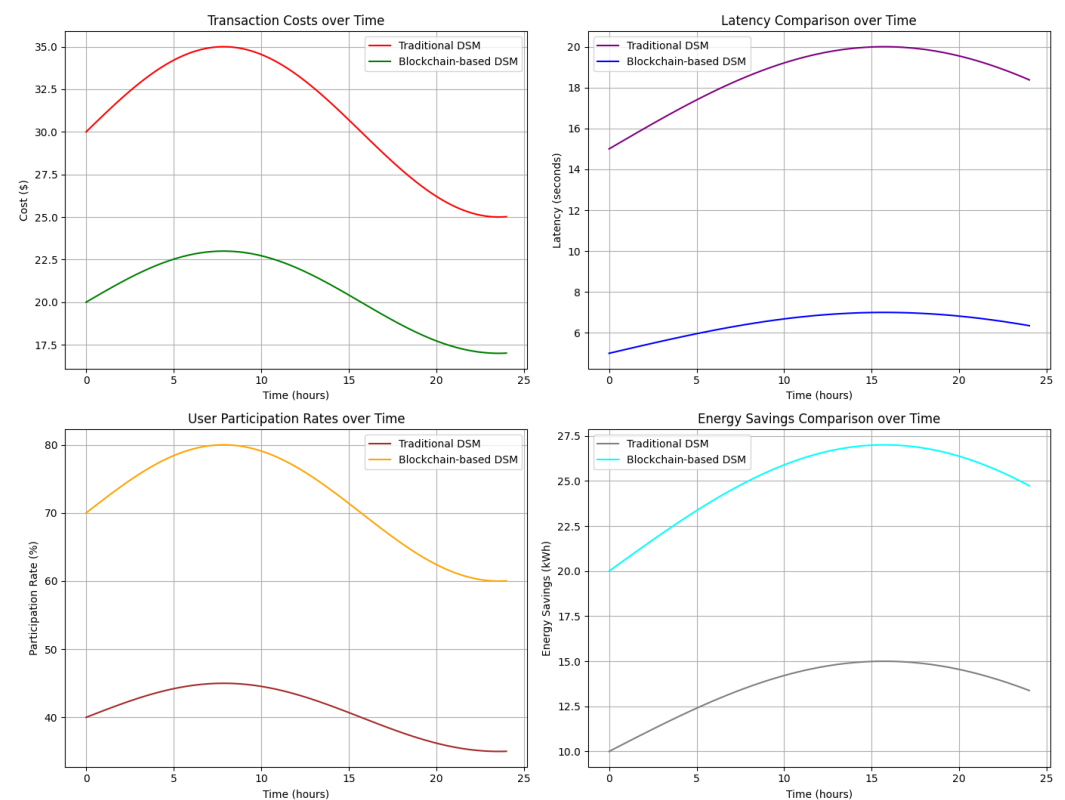 Transaction Costs over Time
Traditional DSM
Blockchain-based DSM
Cost ($)
35.0
32.5
30.0
27.5
25.0
22.5
20.0
17.5
0 5 10 15 20 25
Time (hours)
Latency Comparison over Time
Traditional DSM
Blockchain-based DSM
Latency (seconds)
20
18
16
14
12
10
8
6
0 5 10 15 20 25
Time (hours)
User Participation Rates over Time
Traditional DSM
Blockchain-based DSM
Participation Rate (%)
80
70
60
50
40
0 5 10 15 20 25
Time (hours)
Energy Savings Comparison over Time
Traditional DSM
Blockchain-based DSM
Energy Savings (kWh)
27.5
25.0
22.5
20.0
17.5
15.0
12.5
10.0
0 5 10 15 20 25
Time (hours)